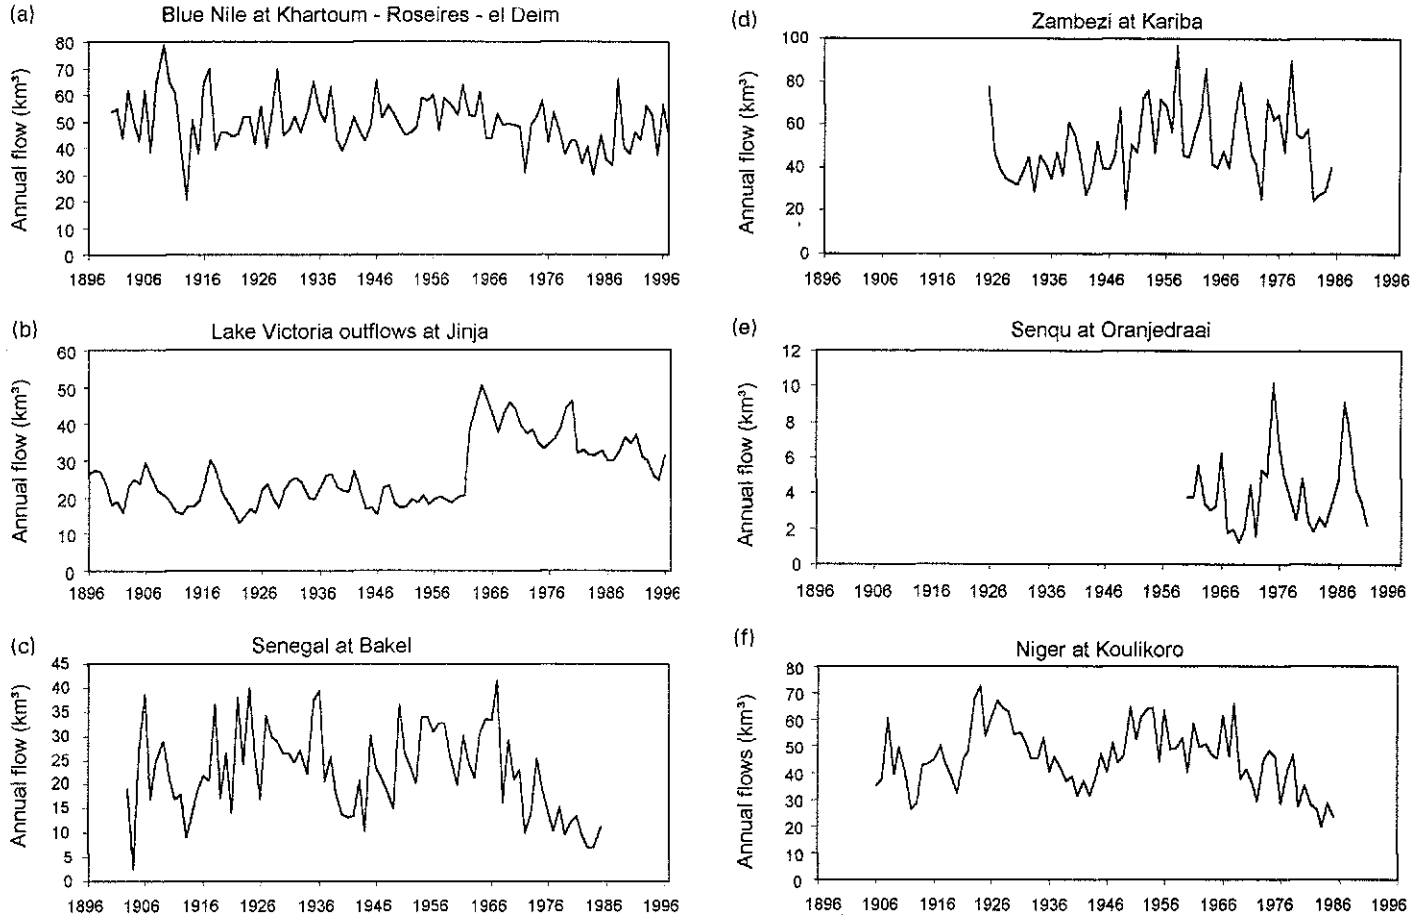 (a)
Blue Nile at Khartoum - Roseires - el Deim
Annual flow (km³)
80
70
60
50
40
30
20
10
0
1896 1906 1916 1926 1936 1946 1956 1966 1976 1986 1996
(b)
Lake Victoria outflows at Jinja
Annual flow (km³)
60
50
40
30
20
10
0
1896 1906 1916 1926 1936 1946 1956 1966 1976 1986 1996
(c)
Senegal at Bakel
Annual flow (km³)
45
40
35
30
25
20
15
10
5
0
1896 1906 1916 1926 1936 1946 1956 1966 1976 1986 1996
(d)
Zambezi at Kariba
Annual flow (km³)
100
80
60
40
20
0
1896 1906 1916 1926 1936 1946 1956 1966 1976 1986 1996
(e)
Senqu at Oranjedraai
Annual flow (km³)
12
10
8
6
4
2
0
1896 1906 1916 1926 1936 1946 1956 1966 1976 1986 1996
(f)
Niger at Koulikoro
Annual flows (km³)
80
70
60
50
40
30
20
10
0
1896 1906 1916 1926 1936 1946 1956 1966 1976 1986 1996